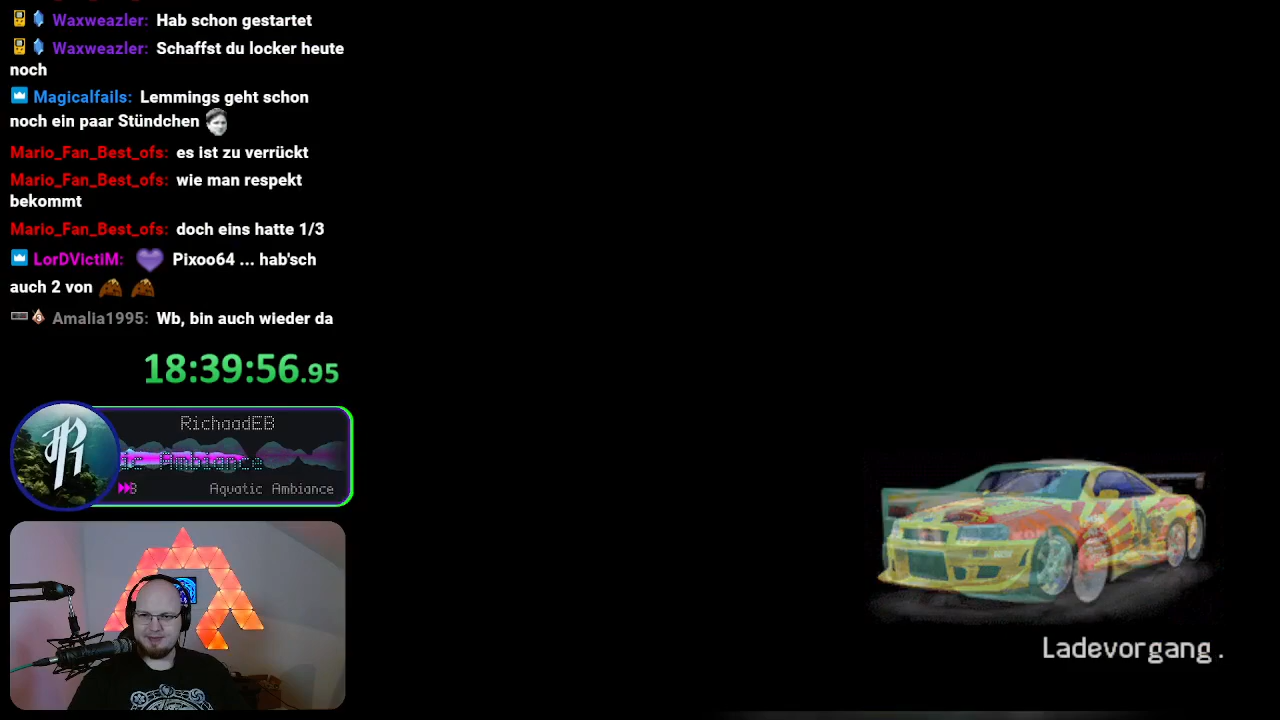 Waxweazler: Hab schon gestartet
Waxweazler: Schaffst du locker heute
noch
Magicalfails: Lemmings geht schon
noch ein paar Stündchen
Mario_Fan_Best_ofs: es ist zu verrückt
Mario_Fan_Best_ofs: wie man respekt
bekommt
Mario_Fan_Best_ofs: doch eins hatte 1/3
LorDVictiM: Pixoo64 ... hab'sch
auch 2 von
Amalia1995: Wb, bin auch wieder da
18:39:56.95
RichaadEB
ic Ambiance
B Aquatic Ambiance
Ladevorgang .